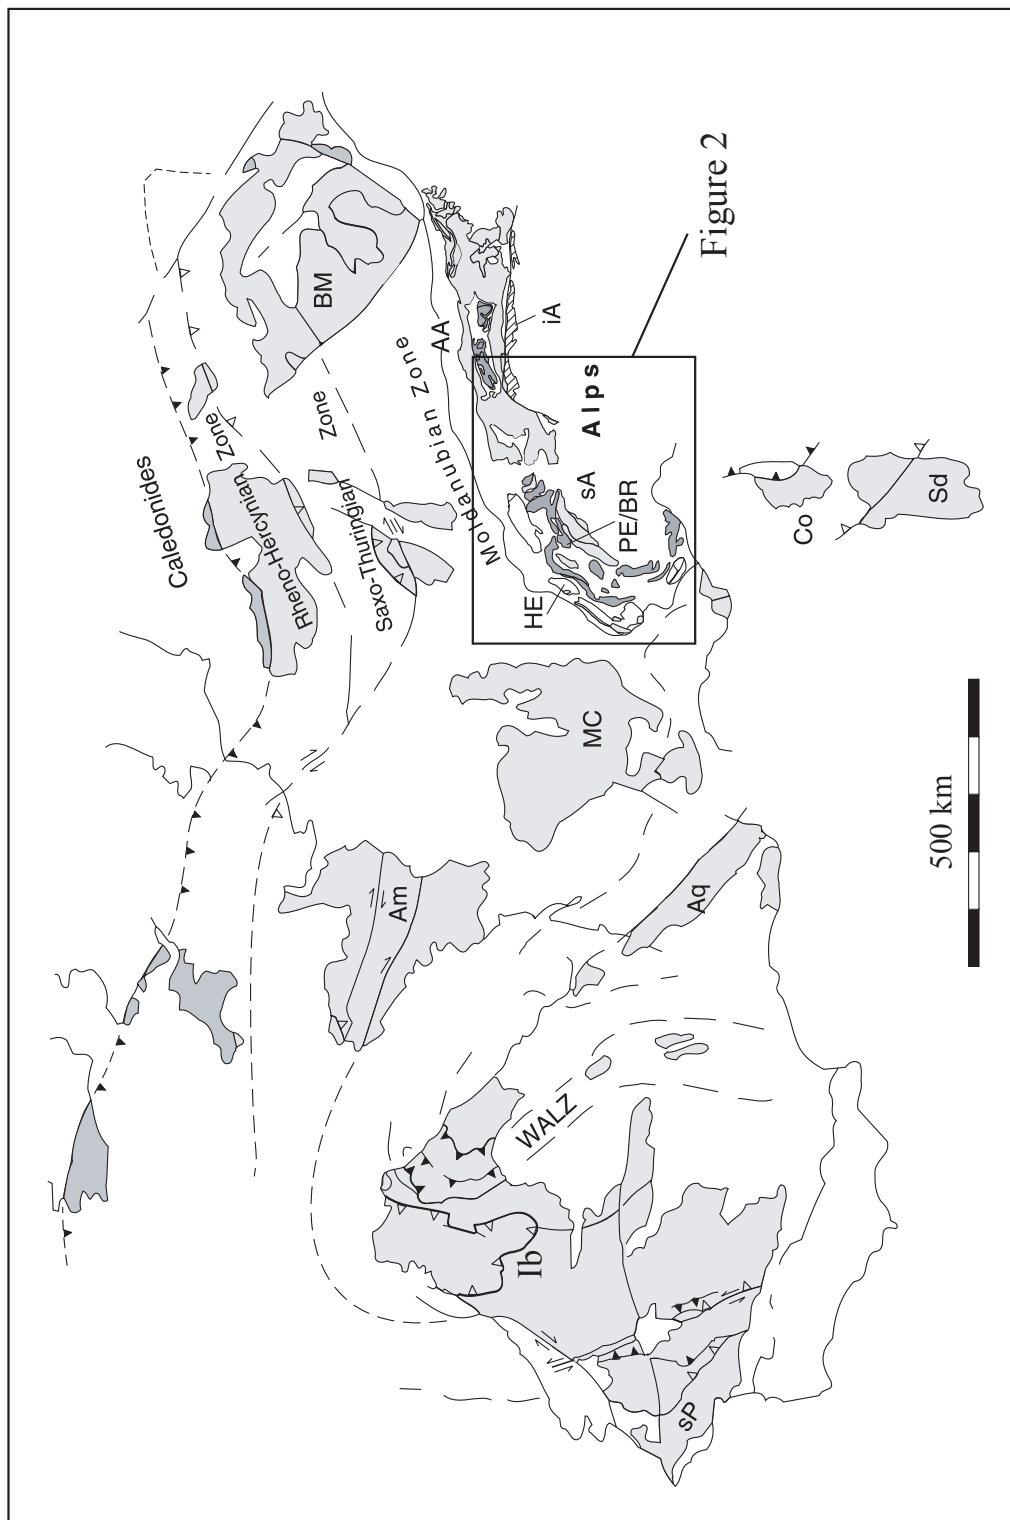 Caledonides
Rheno-Hercynian Zone
Saxo-Thuringian Zone
Moldanubian Zone
BM
AA
iA
Alps
sA
PE/BR
HE
Figure 2
Co
Sd
MC
Am
Aq
WALZ
Ib
sP
500 km